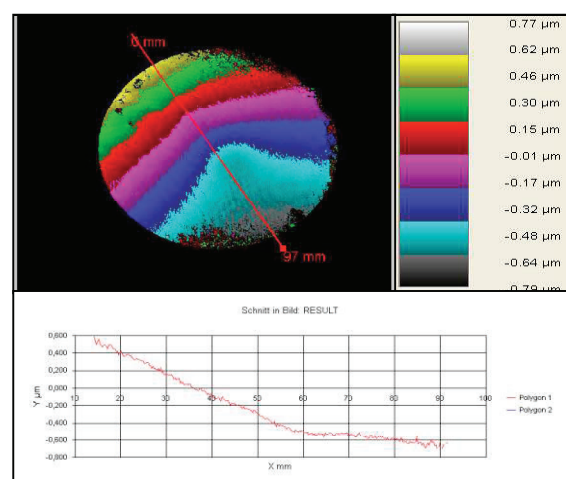 0 mm
97 mm
0.77 µm
0.62 µm
0.46 µm
0.30 µm
0.15 µm
-0.01 µm
-0.17 µm
-0.32 µm
-0.48 µm
-0.64 µm
-0.79 µm
Schnitt in Bild: RESULT
0,600
0,400
0,200
0,000
-0,200
-0,400
-0,600
-0,800
Y µm
10 20 30 40 50 60 70 80 90 100
X mm
Polygon 1
Polygon 2